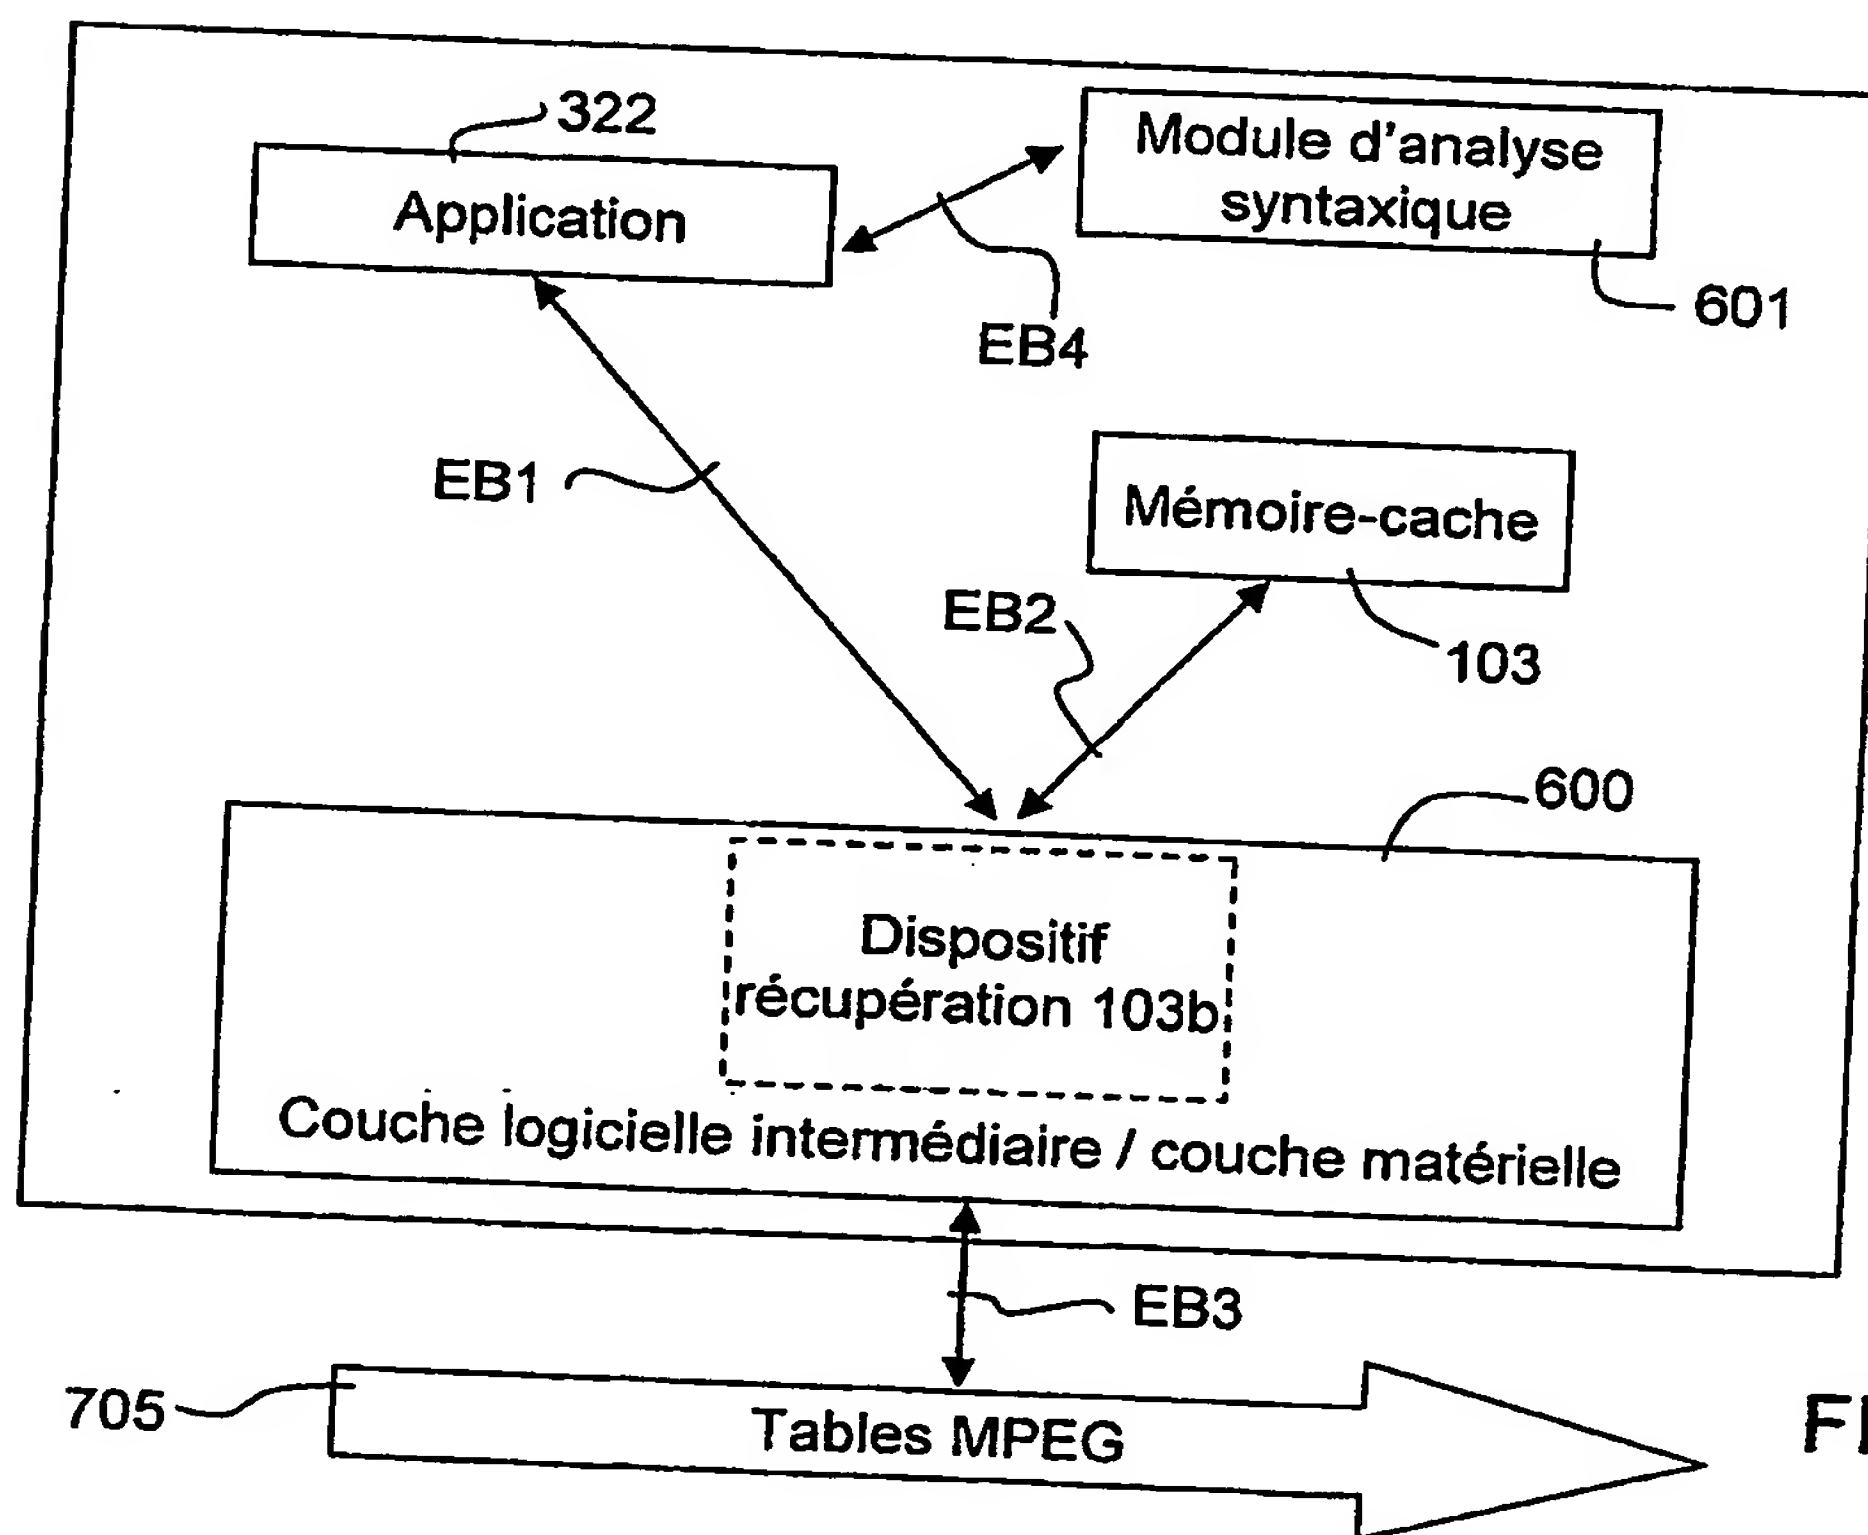 322
Application
Module d'analyse
syntaxique
601
EB4
EB1
Mémoire-cache
EB2
103
600
Dispositif
récupération 103b
Couche logicielle intermédiaire / couche matérielle
EB3
705
Tables MPEG